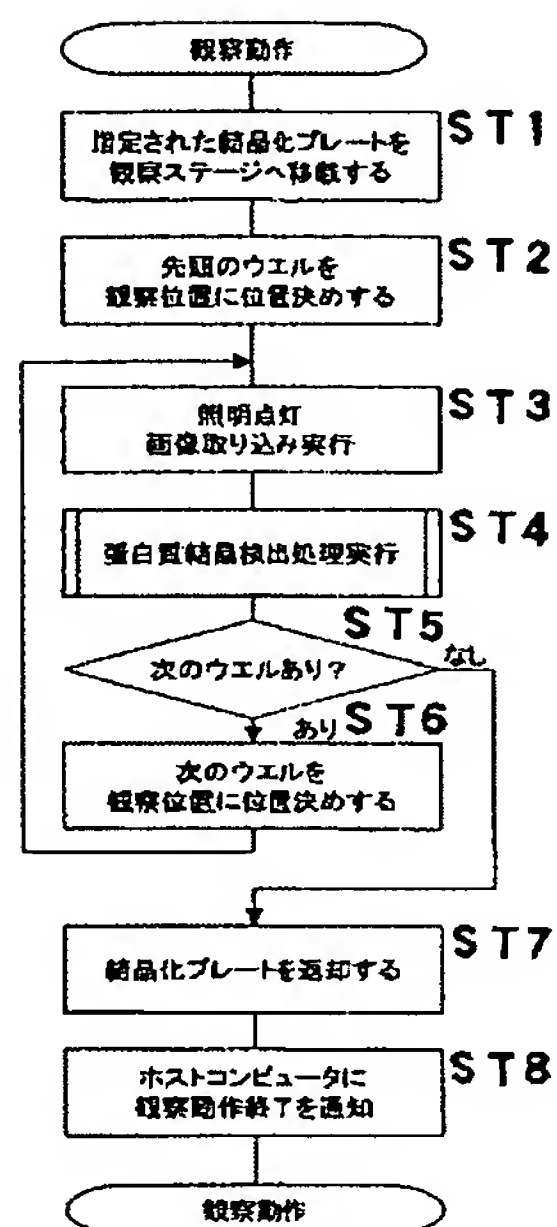 観察動作
指定された結晶化プレートを
観察ステージへ移載する
ST1
先頭のウエルを
観察位置に位置決めする
ST2
照明点灯
画像取り込み実行
ST3
蛋白質結晶検出処理実行
ST4
ST5
次のウエルあり?
なし
あり
ST6
次のウエルを
観察位置に位置決めする
結晶化プレートを返却する
ST7
ホストコンピュータに
観察動作終了を通知
ST8
観察動作